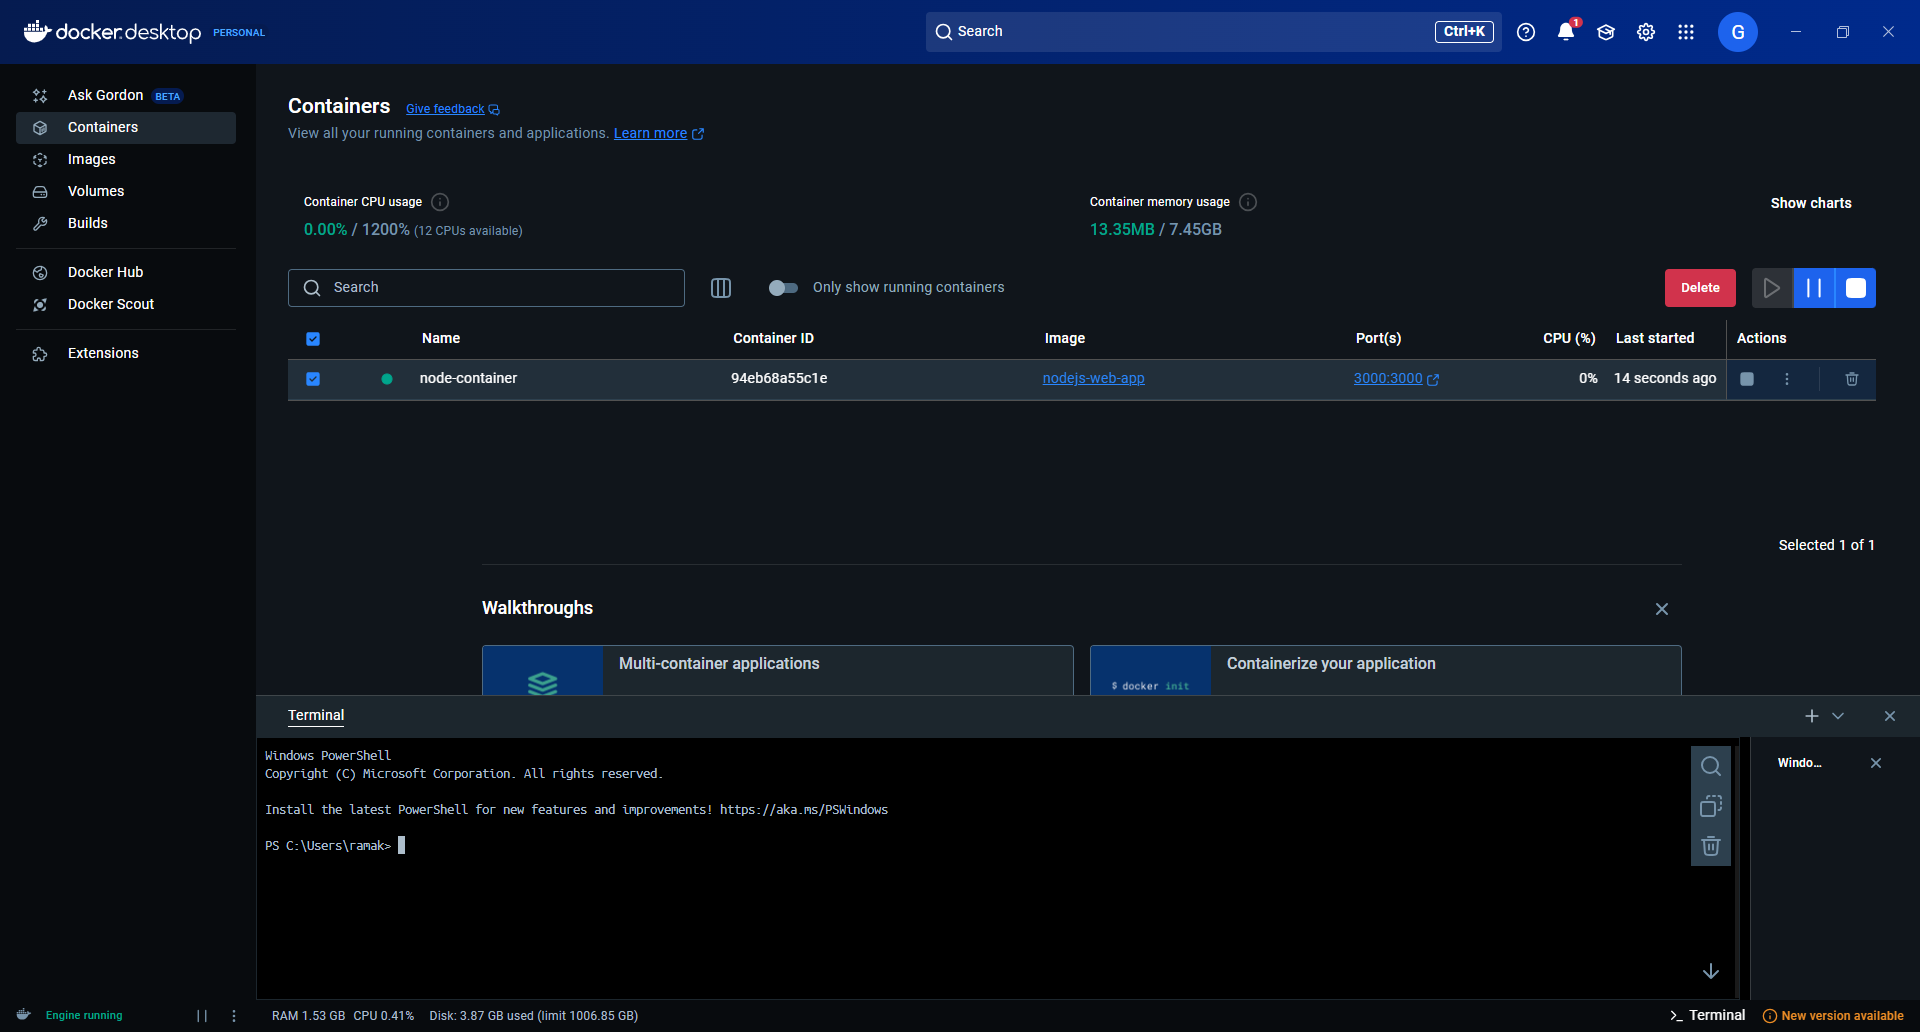 docker.desktop PERSONAL
Search
Ctrl+K
1
G
Ask Gordon BETA
Containers
Images
Volumes
Builds
Docker Hub
Docker Scout
Extensions
Containers Give feedback
View all your running containers and applications. Learn more
Container CPU usage
0.00% / 1200% (12 CPUs available)
Container memory usage
13.35MB / 7.45GB
Show charts
Search
Only show running containers
Delete
Name Container ID Image Port(s) CPU (%) Last started Actions
node-container 94eb68a55c1e nodejs-web-app 3000:3000 0% 14 seconds ago
Selected 1 of 1
Walkthroughs
Multi-container applications
$ docker init
Containerize your application
Terminal
Windows PowerShell
Copyright (C) Microsoft Corporation. All rights reserved.
Install the latest PowerShell for new features and improvements! https://aka.ms/PSWindows
PS C:\Users\ramak>
Windo...
Engine running
RAM 1.53 GB CPU 0.41% Disk: 3.87 GB used (limit 1006.85 GB)
Terminal
New version available